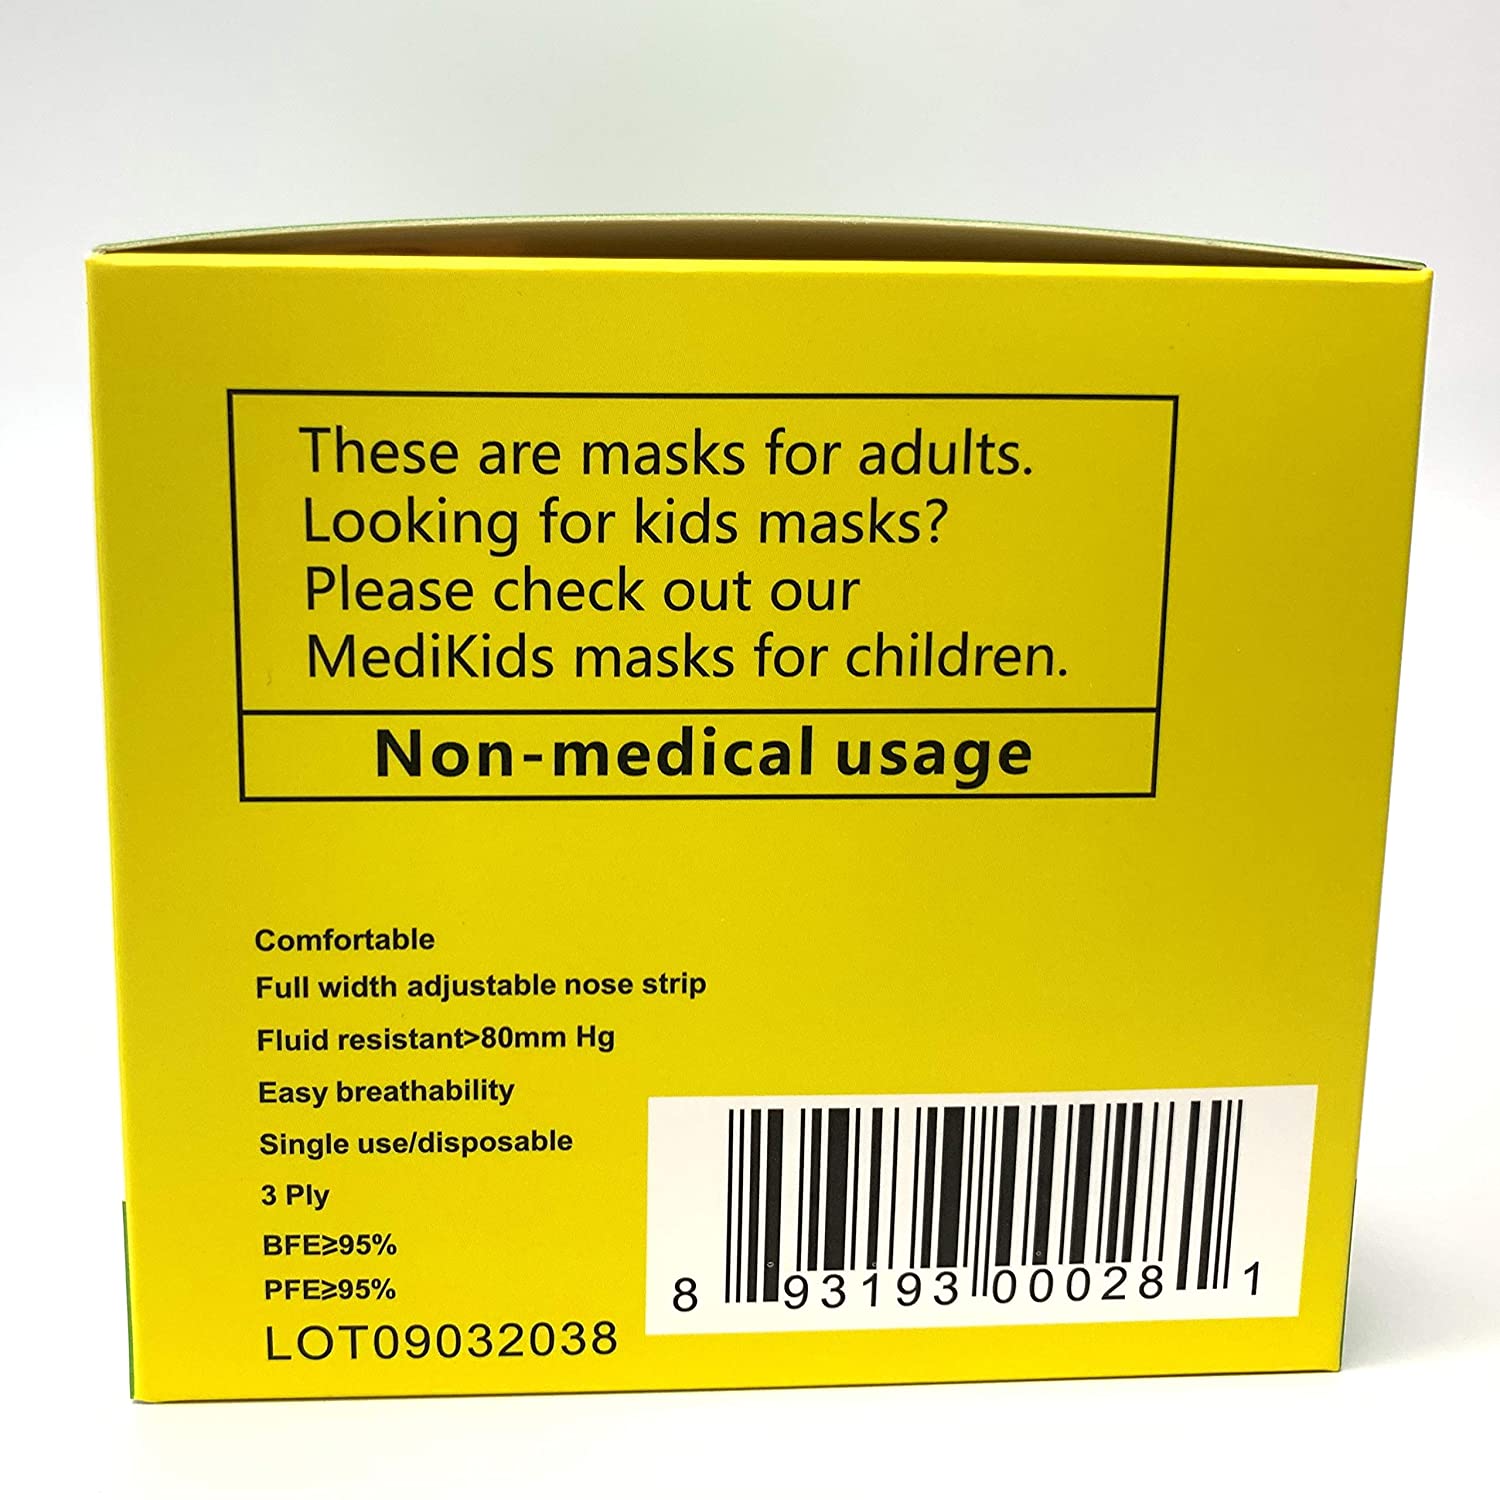 These are masks for adults.
Looking for kids masks?
Please check out our
MediKids masks for children.
Non-medical usage
Comfortable
Full width adjustable nose strip
Fluid resistant>80mm Hg
Easy breathability
Single use/disposable
3 Ply
BFE≥95%
PFE≥95%
LOT09032038
8 93193 00028 1